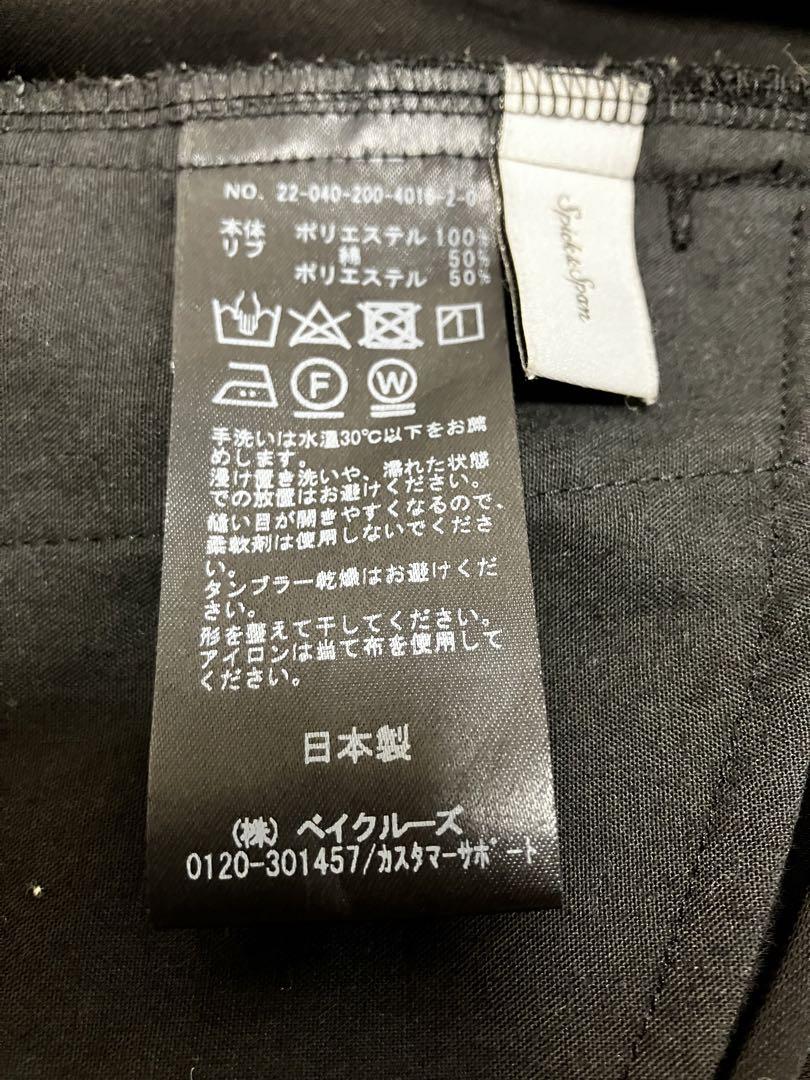 NO. 22-040-200-4016-2-0
本体 ポリエステル 100%
リブ 綿 50%
ポリエステル 50%
F W
手洗いは水温30℃以下をお薦
めします。
浸け置き洗いや、濡れた状態
での放置はお避けください。
縫い目が開きやすくなるので、
柔軟剤は使用しないでくださ
い。
タンブラー乾燥はお避けくだ
さい。
形を整えて干してください。
アイロンは当て布を使用して
ください。
日本製
(株) ベイクルーズ
0120-301457/カスタマーサポート
Spick & Span